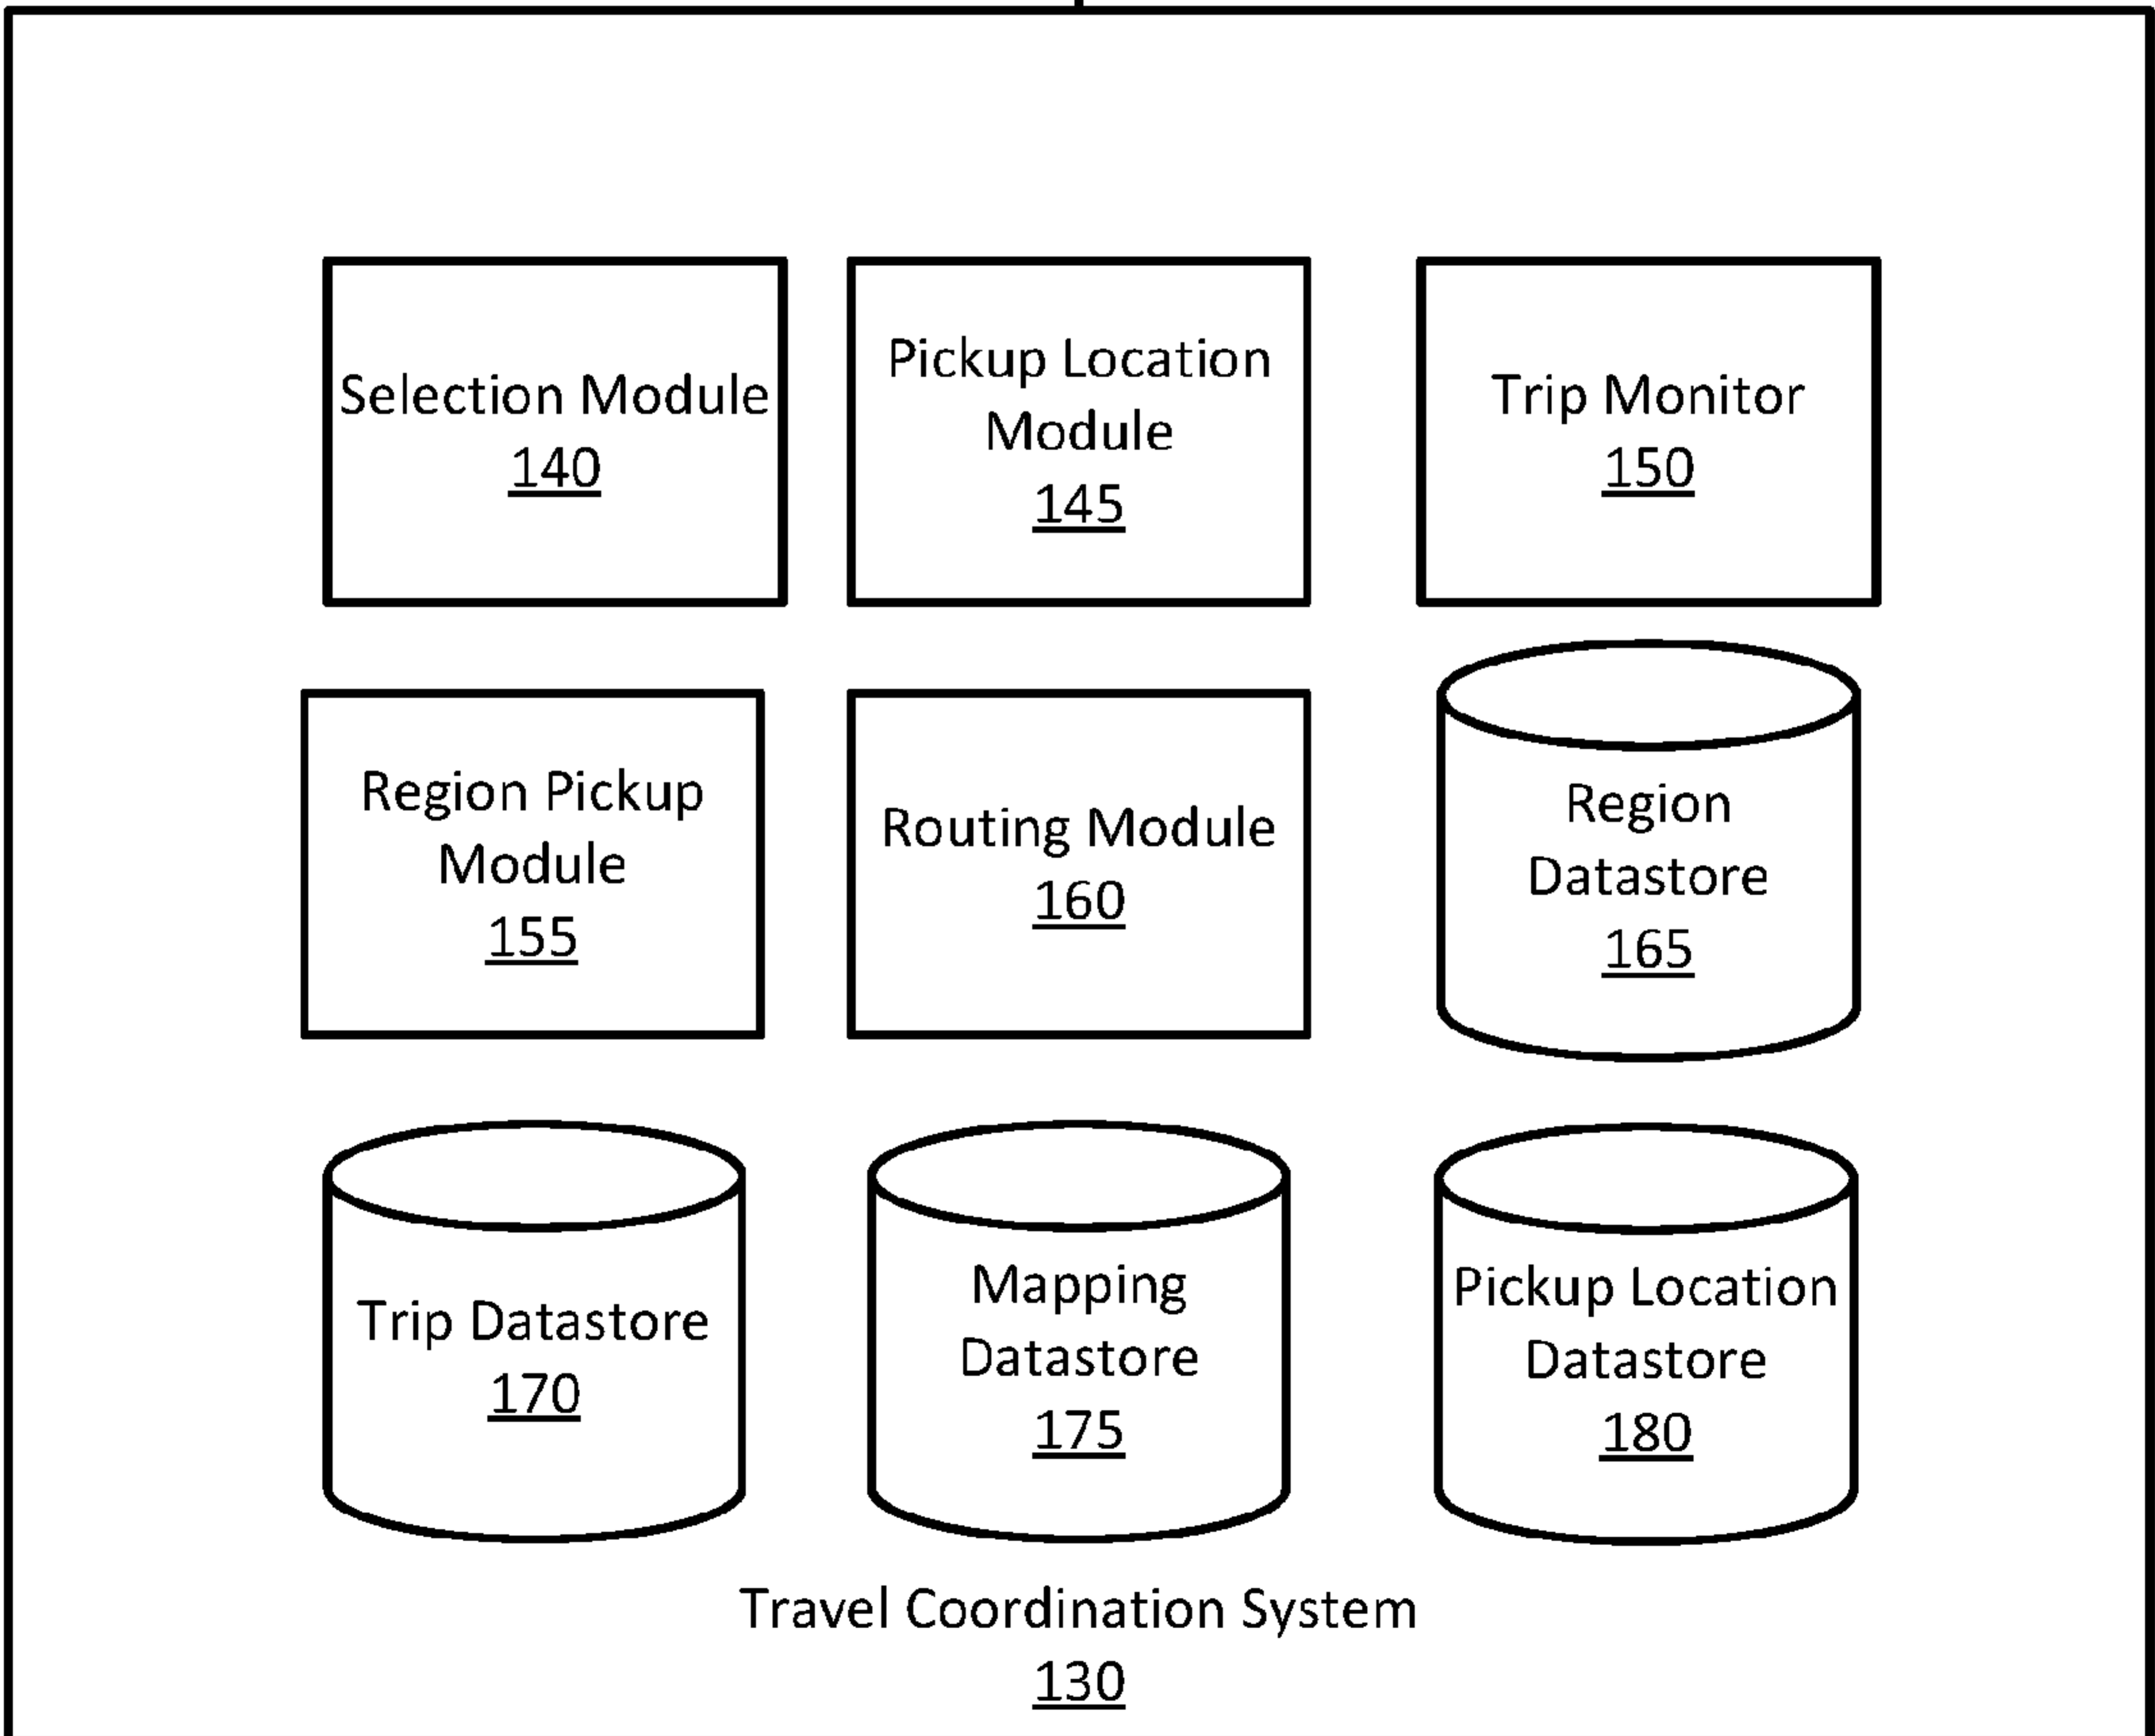 Selection Module
140
Pickup Location
Module
145
Trip Monitor
150
Region Pickup
Module
155
Routing Module
160
Region
Datastore
165
Trip Datastore
170
Mapping
Datastore
175
Pickup Location
Datastore
180
Travel Coordination System
130